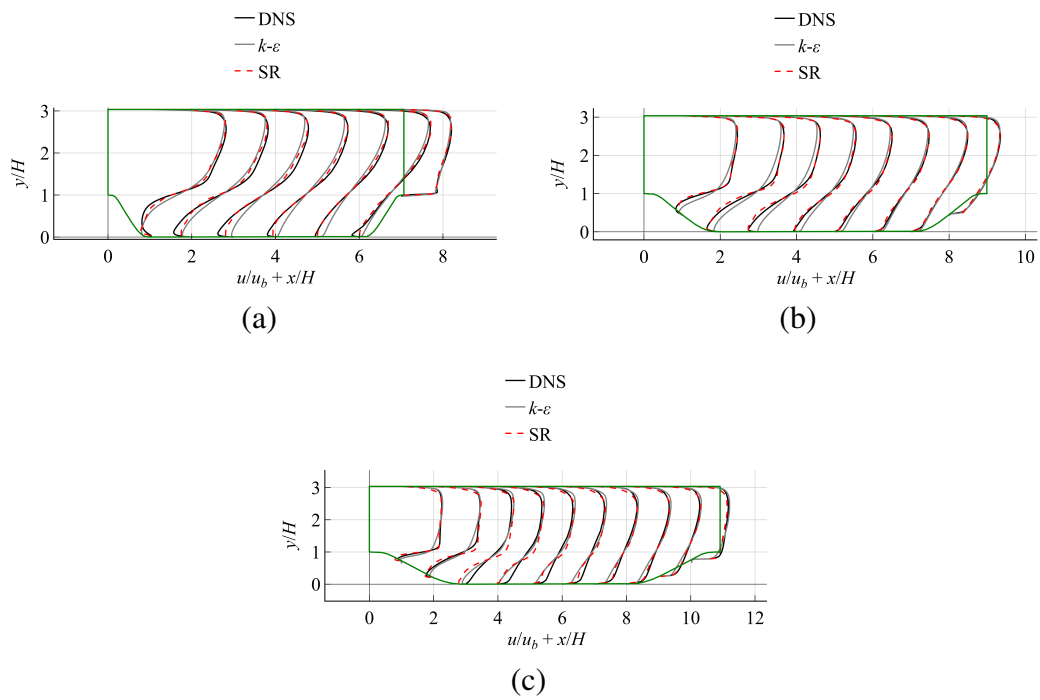 DNS
k-ε
SR
3
2
1
0
y/H
0 2 4 6 8
u/u_b + x/H
(a)
DNS
k-ε
SR
3
2
1
0
y/H
0 2 4 6 8 10
u/u_b + x/H
(b)
DNS
k-ε
SR
3
2
1
0
y/H
0 2 4 6 8 10 12
u/u_b + x/H
(c)